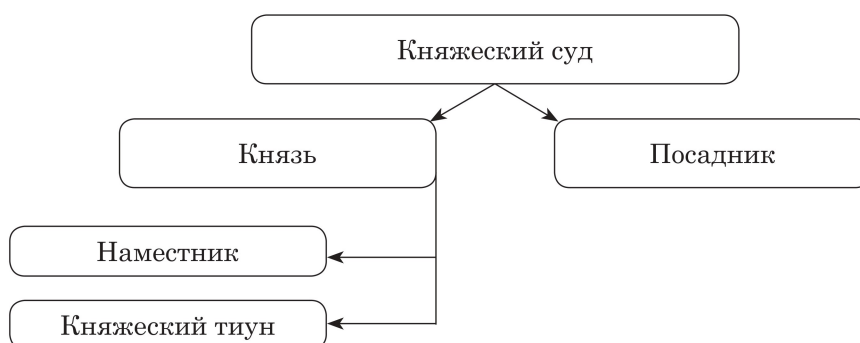 Княжеский суд
Князь
Посадник
Наместник
Княжеский тиун